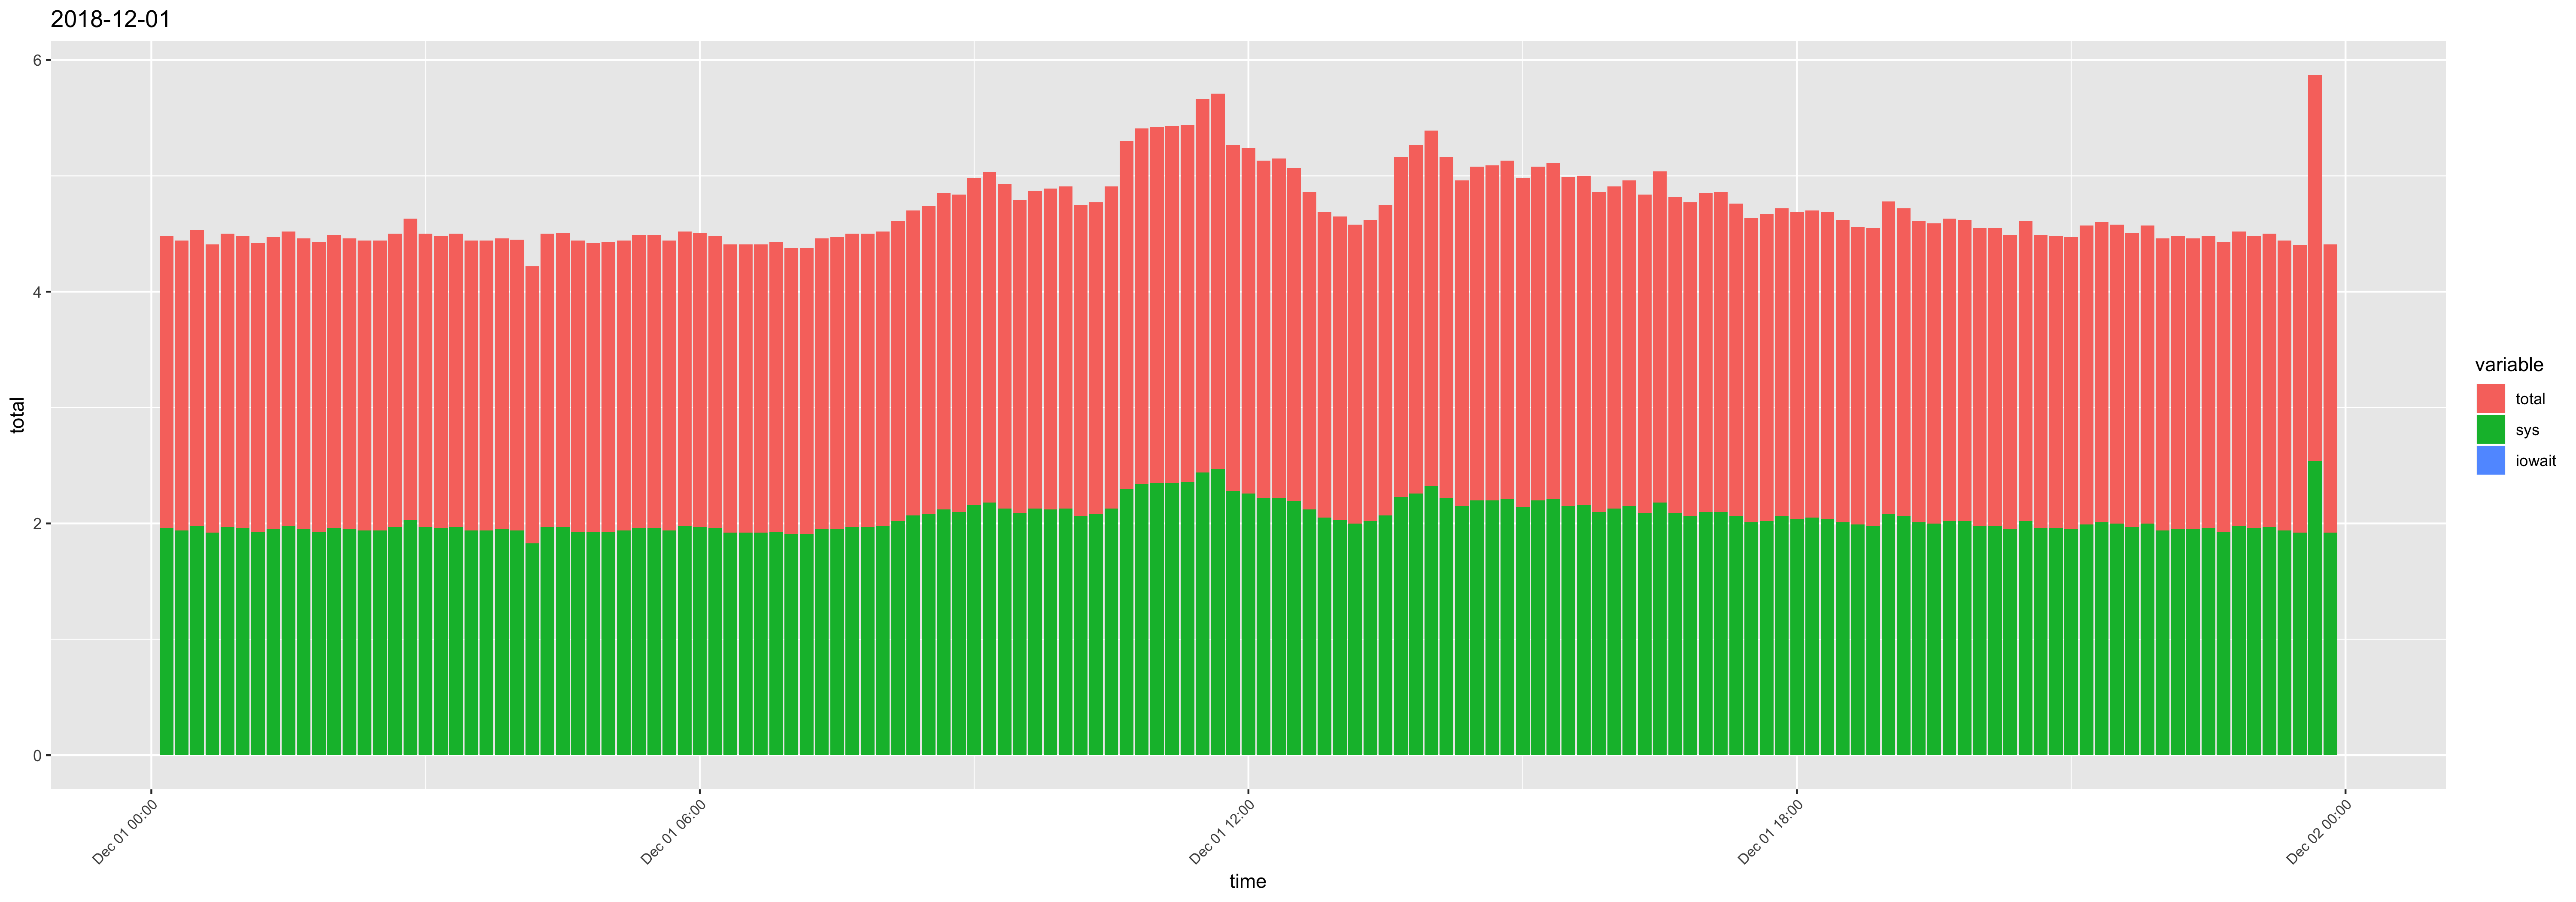 2018-12-01
6
4
2
0
total
Dec 01 00:00
Dec 01 06:00
Dec 01 12:00
Dec 01 18:00
Dec 02 00:00
time
variable
total
sys
iowait